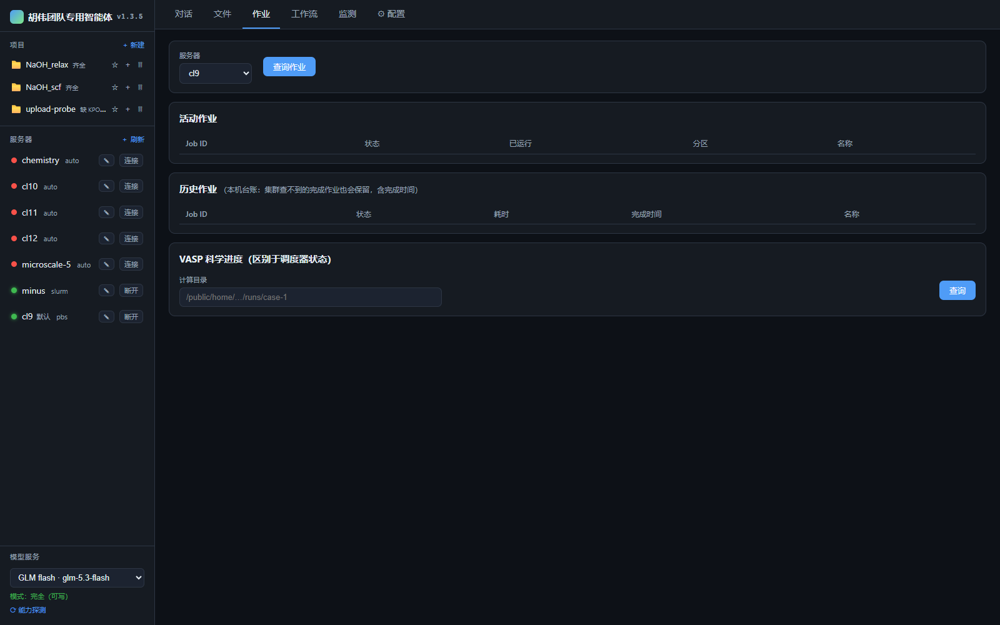 胡伟团队专用智能体 v1.3.5
项目 + 新建
NaOH_relax 齐全 ☆ +
NaOH_scf 齐全 ☆ +
upload-probe 缺 KPO... ☆ +
服务器 + 刷新
chemistry auto 连接
cl10 auto 连接
cl11 auto 连接
cl12 auto 连接
microscale-5 auto 连接
minus slurm 断开
cl9 默认 pbs 断开
模型服务
GLM flash · glm-5.3-flash
模式：完全（可写）
⟳ 能力探测
对话 文件 作业 工作流 监测 ⚙ 配置
服务器
cl9 查询作业
活动作业
Job ID 状态 已运行 分区 名称
历史作业 （本机台账：集群查不到的完成作业也会保留，含完成时间）
Job ID 状态 耗时 完成时间 名称
VASP 科学进度（区别于调度器状态）
计算目录
/public/home/…/runs/case-1 查询